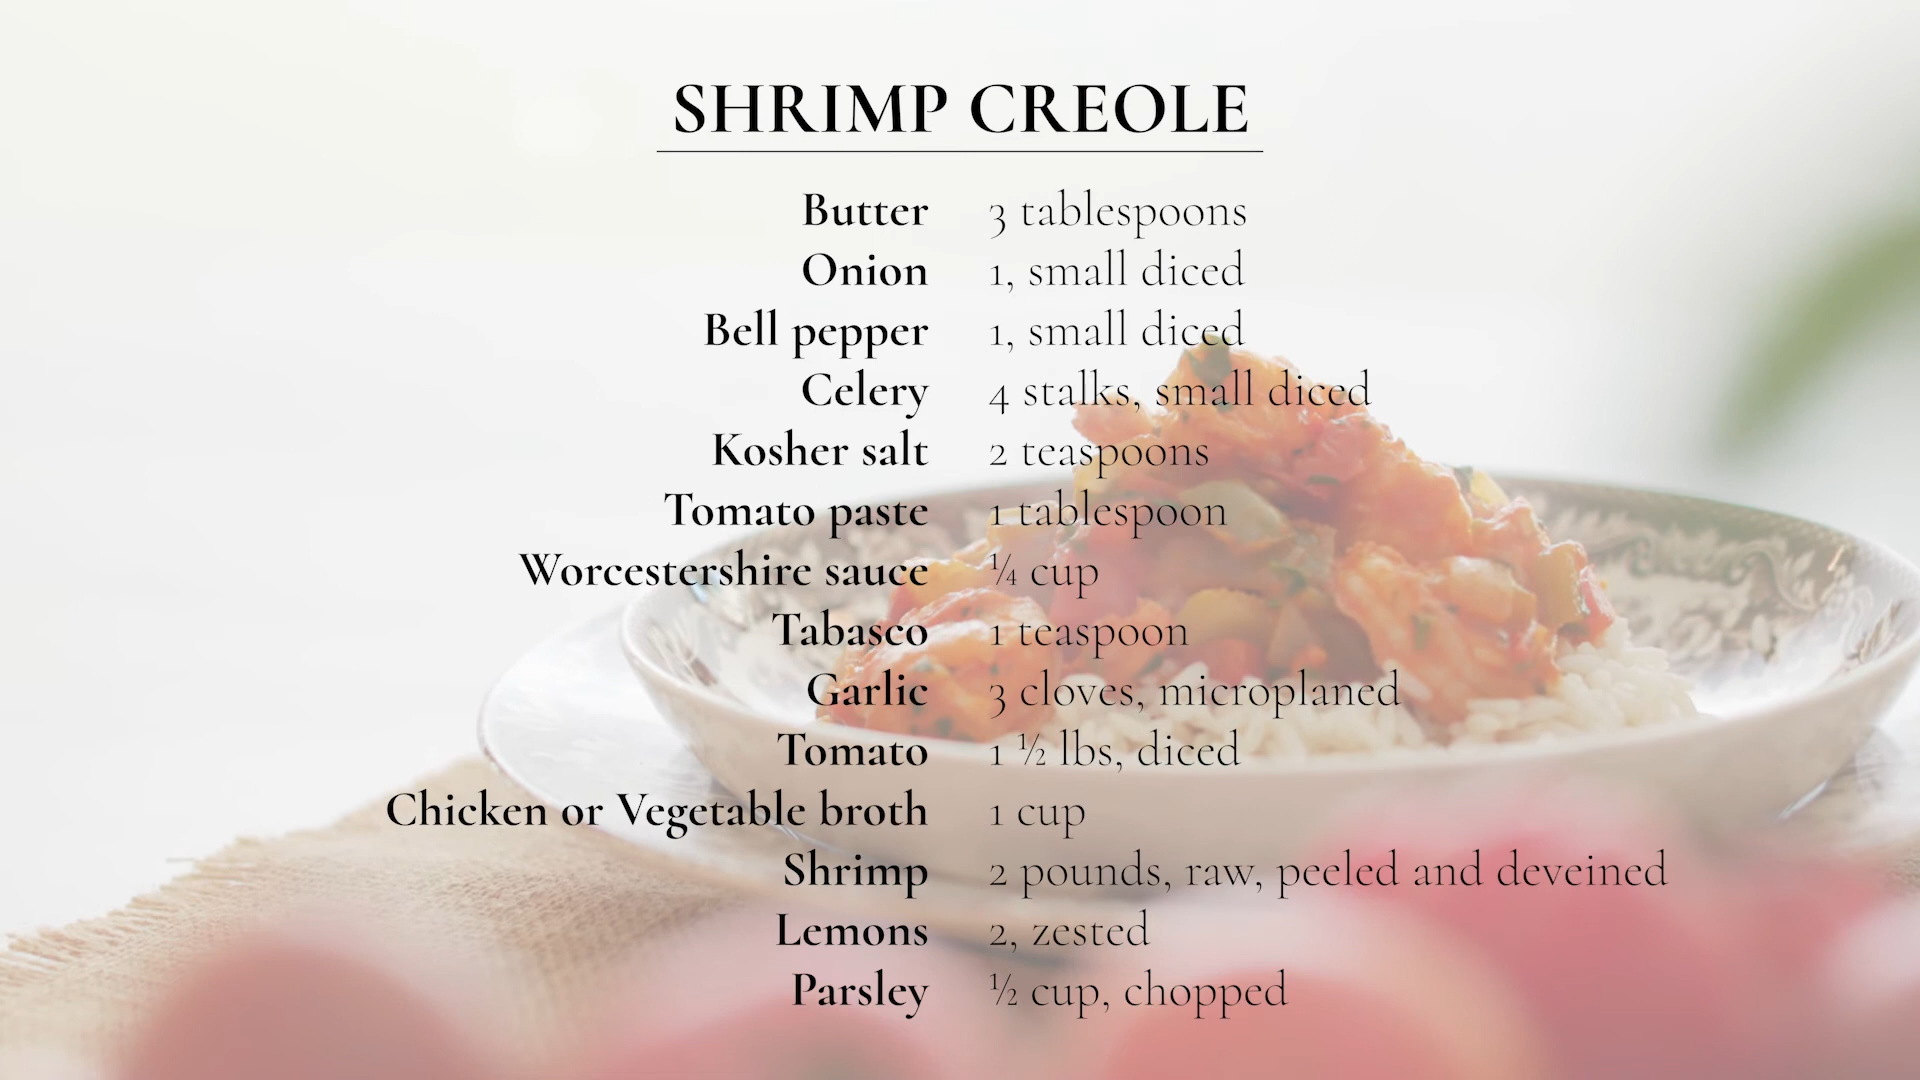 SHRIMP CREOLE
Butter 3 tablespoons
Onion 1, small diced
Bell pepper 1, small diced
Celery 4 stalks, small diced
Kosher salt 2 teaspoons
Tomato paste 1 tablespoon
Worcestershire sauce ¼ cup
Tabasco 1 teaspoon
Garlic 3 cloves, microplaned
Tomato 1 ½ lbs, diced
Chicken or Vegetable broth 1 cup
Shrimp 2 pounds, raw, peeled and deveined
Lemons 2, zested
Parsley ½ cup, chopped